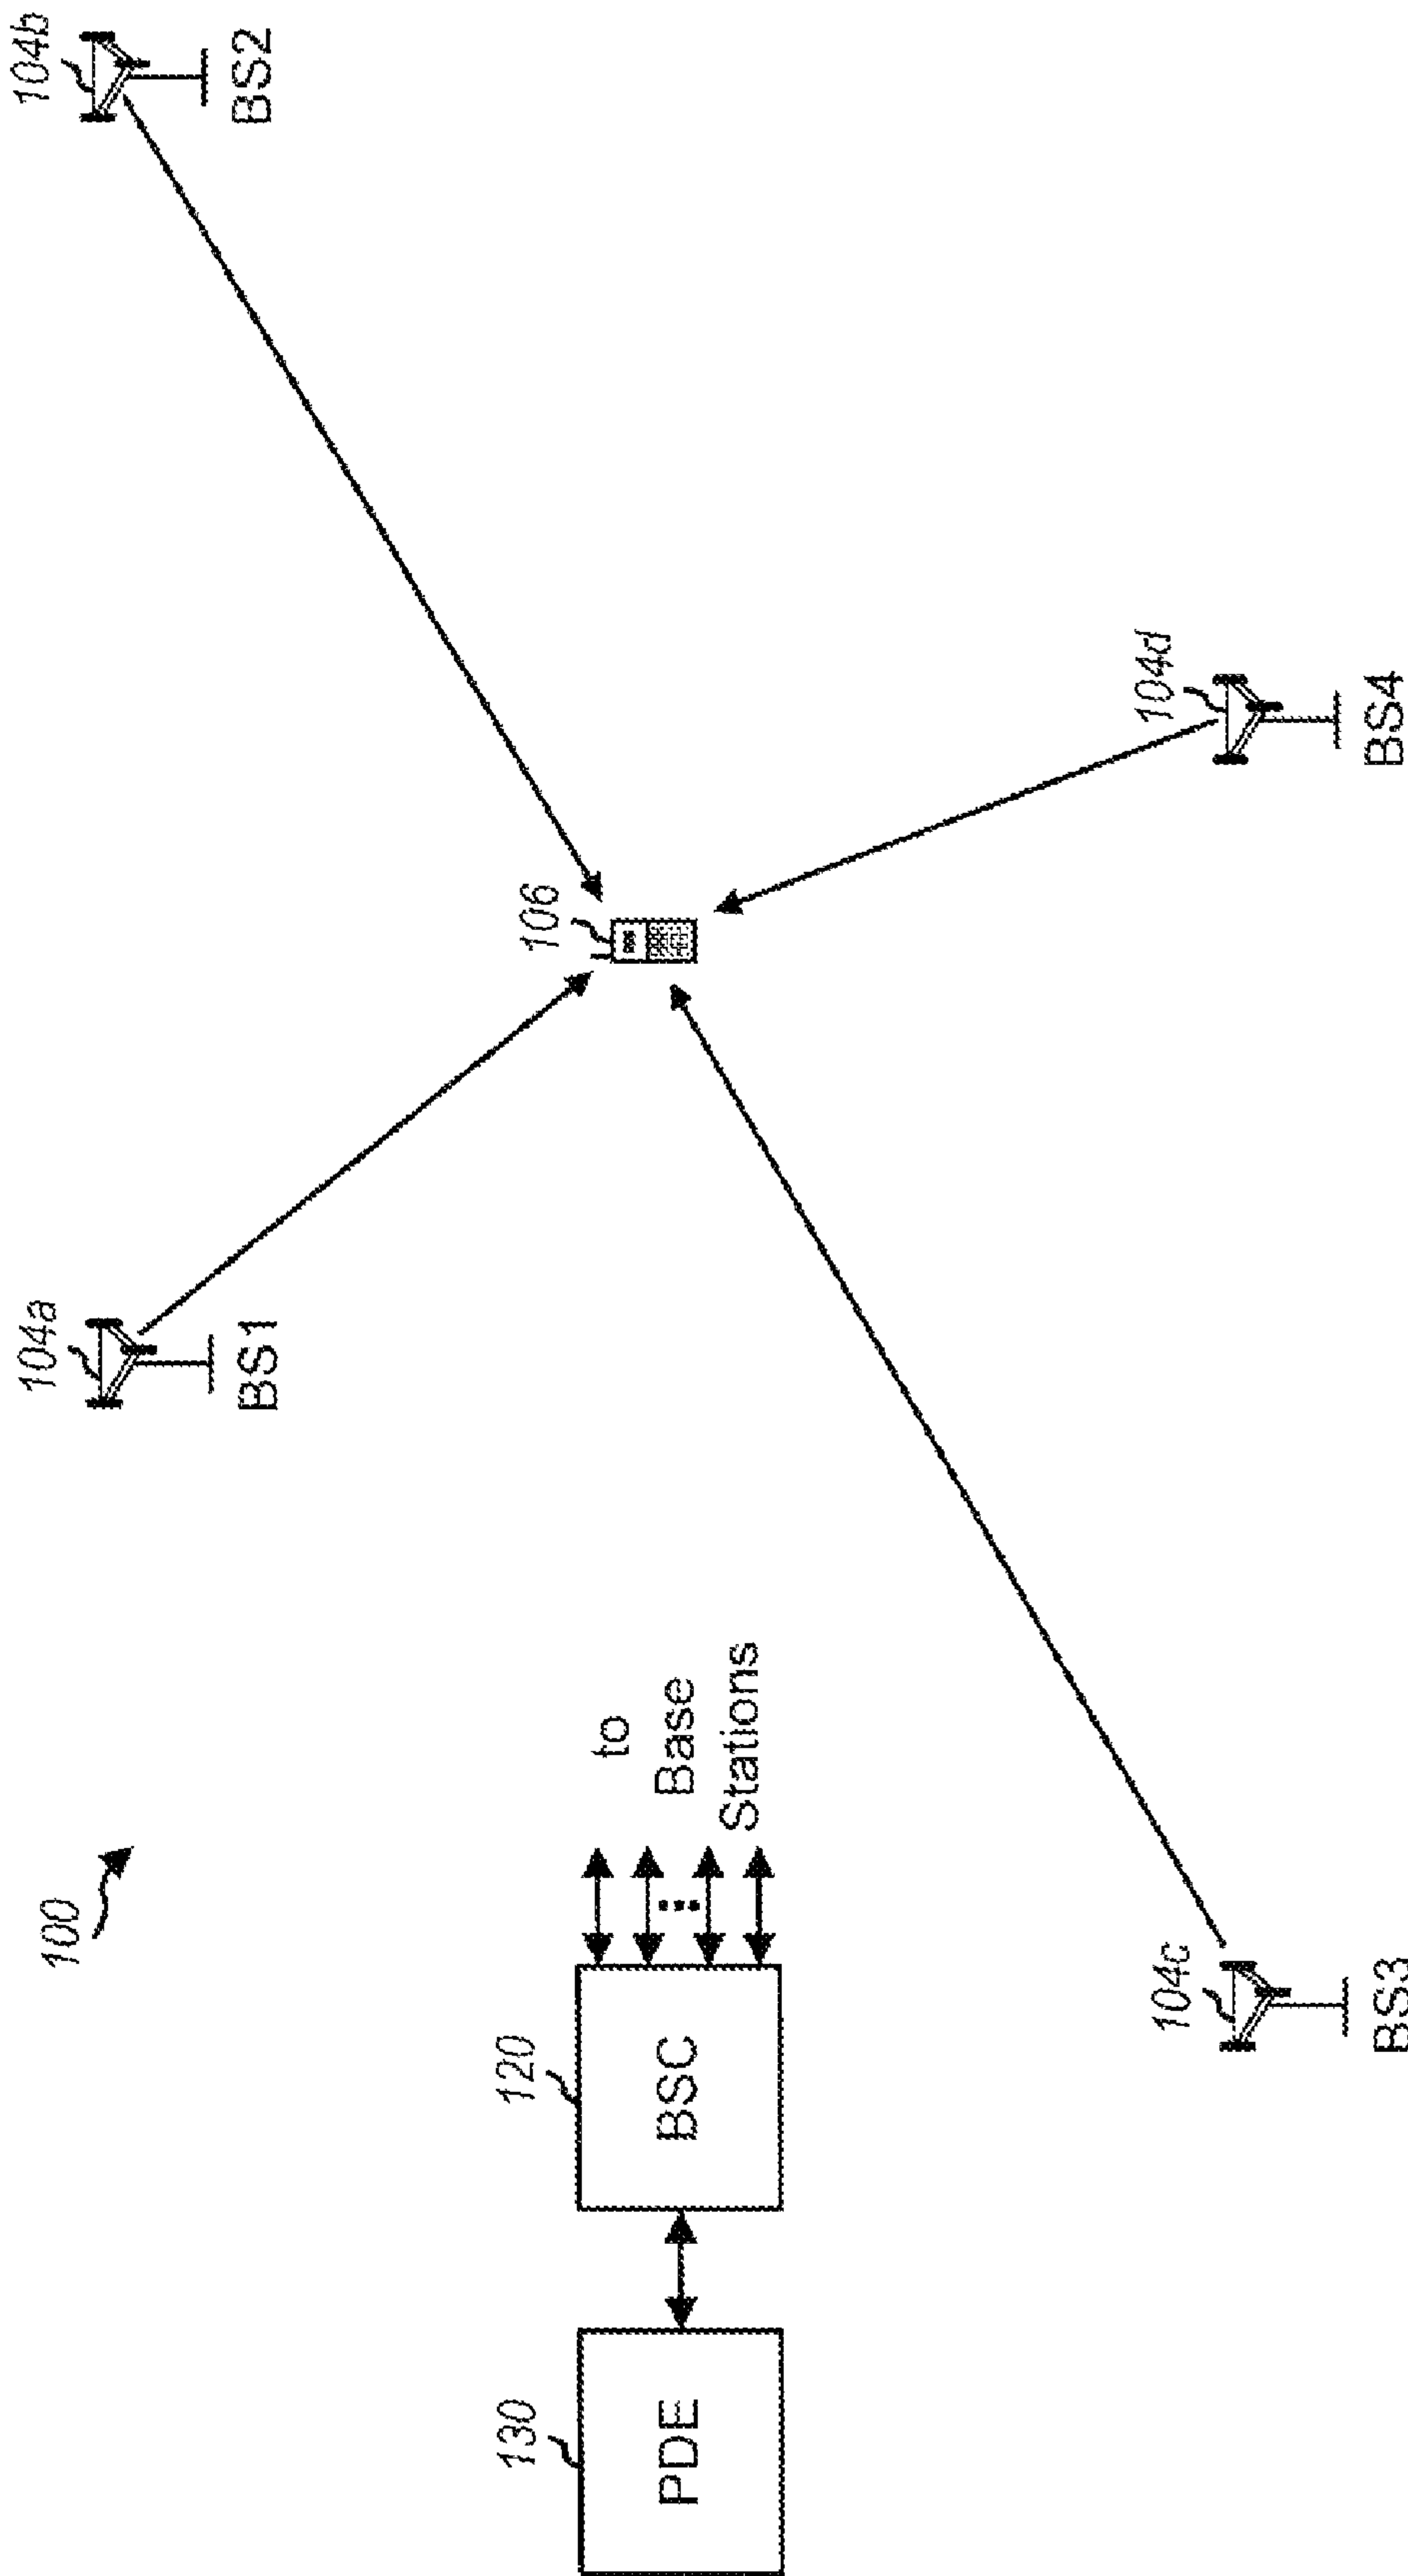 100
104a
BS1
104b
BS2
130
PDE
120
BSC
to
Base
Stations
106
104c
BS3
104d
BS4